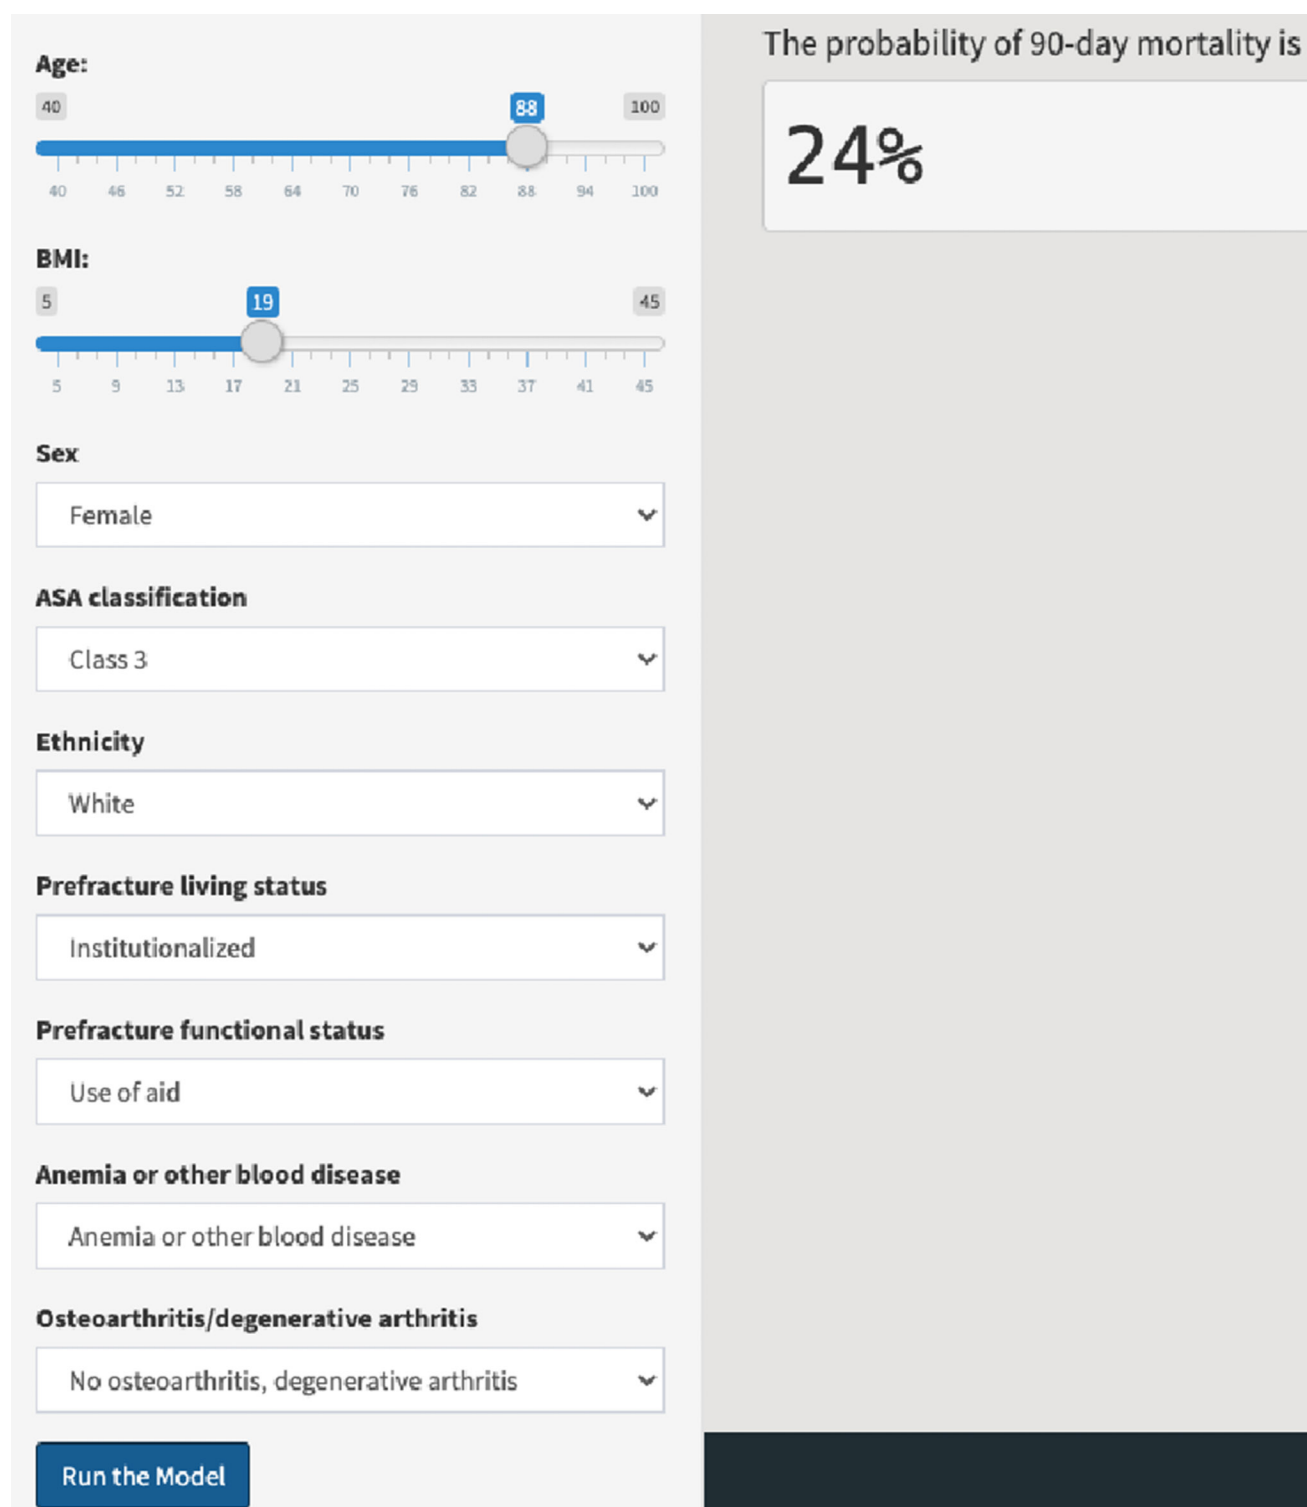 Age:
40 88 100
40 46 52 58 64 70 76 82 88 94 100
BMI:
5 19 45
5 9 13 17 21 25 29 33 37 41 45
Sex
Female
ASA classification
Class 3
Ethnicity
White
Prefracture living status
Institutionalized
Prefracture functional status
Use of aid
Anemia or other blood disease
Anemia or other blood disease
Osteoarthritis/degenerative arthritis
No osteoarthritis, degenerative arthritis
Run the Model
The probability of 90-day mortality is
24%